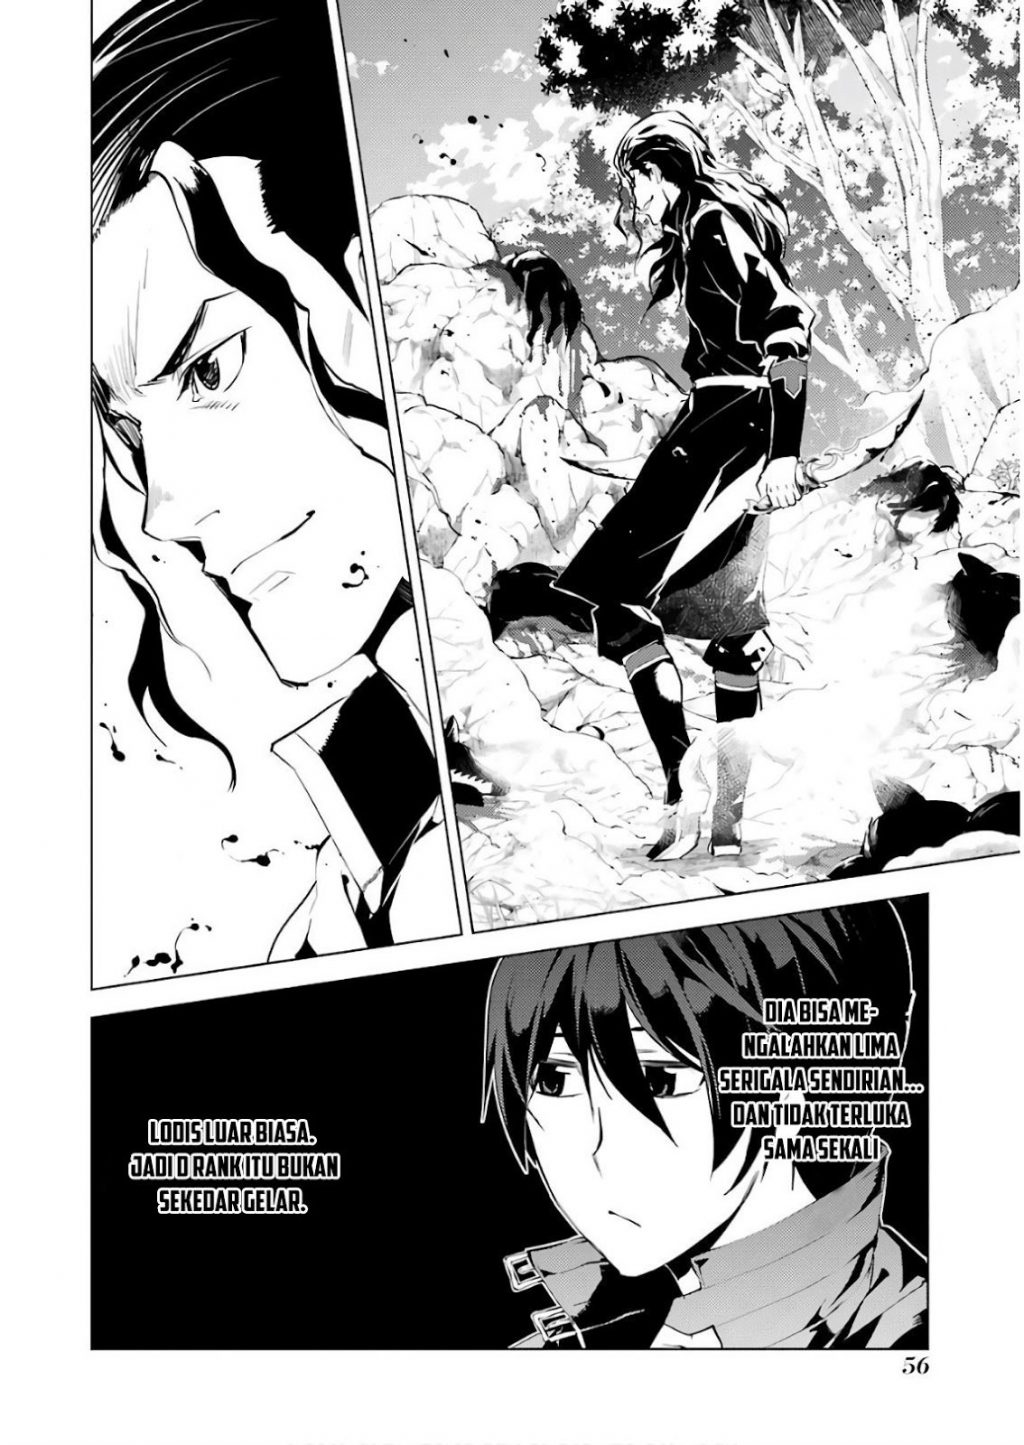 DIA BISA ME-
NGALAHKAN LIMA
SERIGALA SENDIRIAN...
DAN TIDAK TERLUKA
SAMA SEKALI
LODIS LUAR BIASA.
JADI D RANK ITU BUKAN
SEKEDAR GELAR.
56